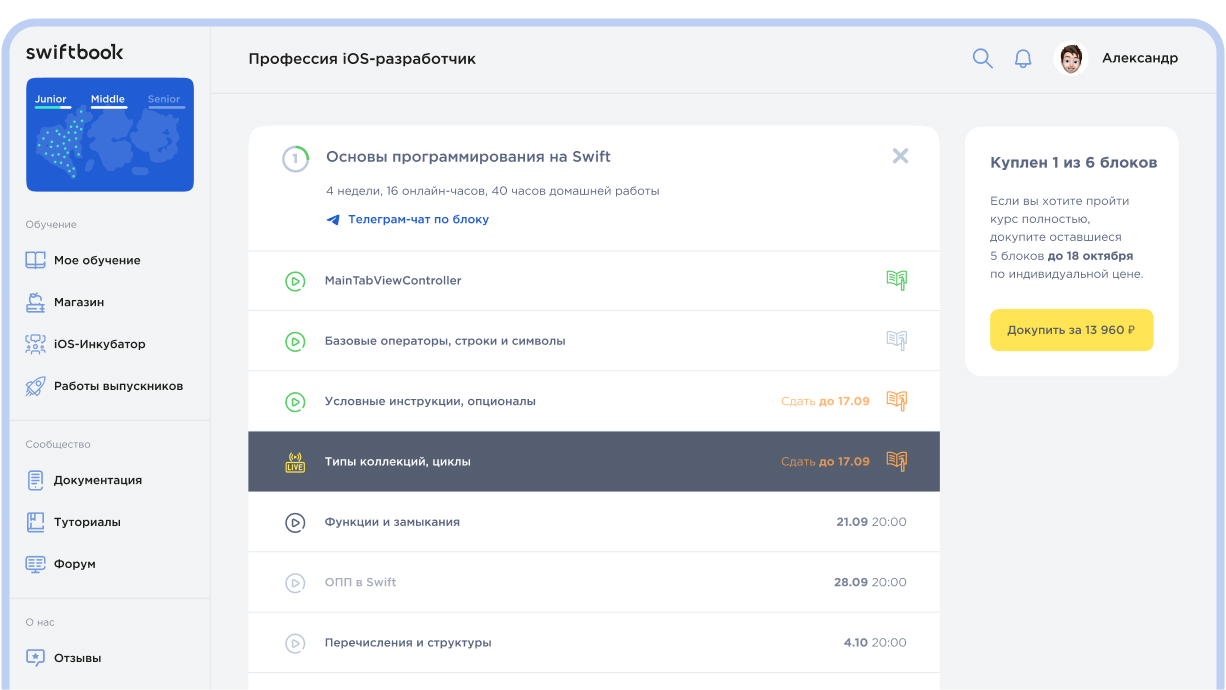 swiftbook
Junior Middle Senior
Обучение
Мое обучение
Магазин
iOS-Инкубатор
Работы выпускников
Сообщество
Документация
Туториалы
Форум
О нас
Отзывы
Профессия iOS-разработчик
Александр
1
Основы программирования на Swift
4 недели, 16 онлайн-часов, 40 часов домашней работы
Телеграм-чат по блоку
MainTabViewController
Базовые операторы, строки и символы
Условные инструкции, опционалы Сдать до 17.09
LIVE Типы коллекций, циклы Сдать до 17.09
Функции и замыкания 21.09 20:00
ОПП в Swift 28.09 20:00
Перечисления и структуры 4.10 20:00
Куплен 1 из 6 блоков
Если вы хотите пройти
курс полностью,
докупите оставшиеся
5 блоков до 18 октября
по индивидуальной цене.
Докупить за 13 960 ₽